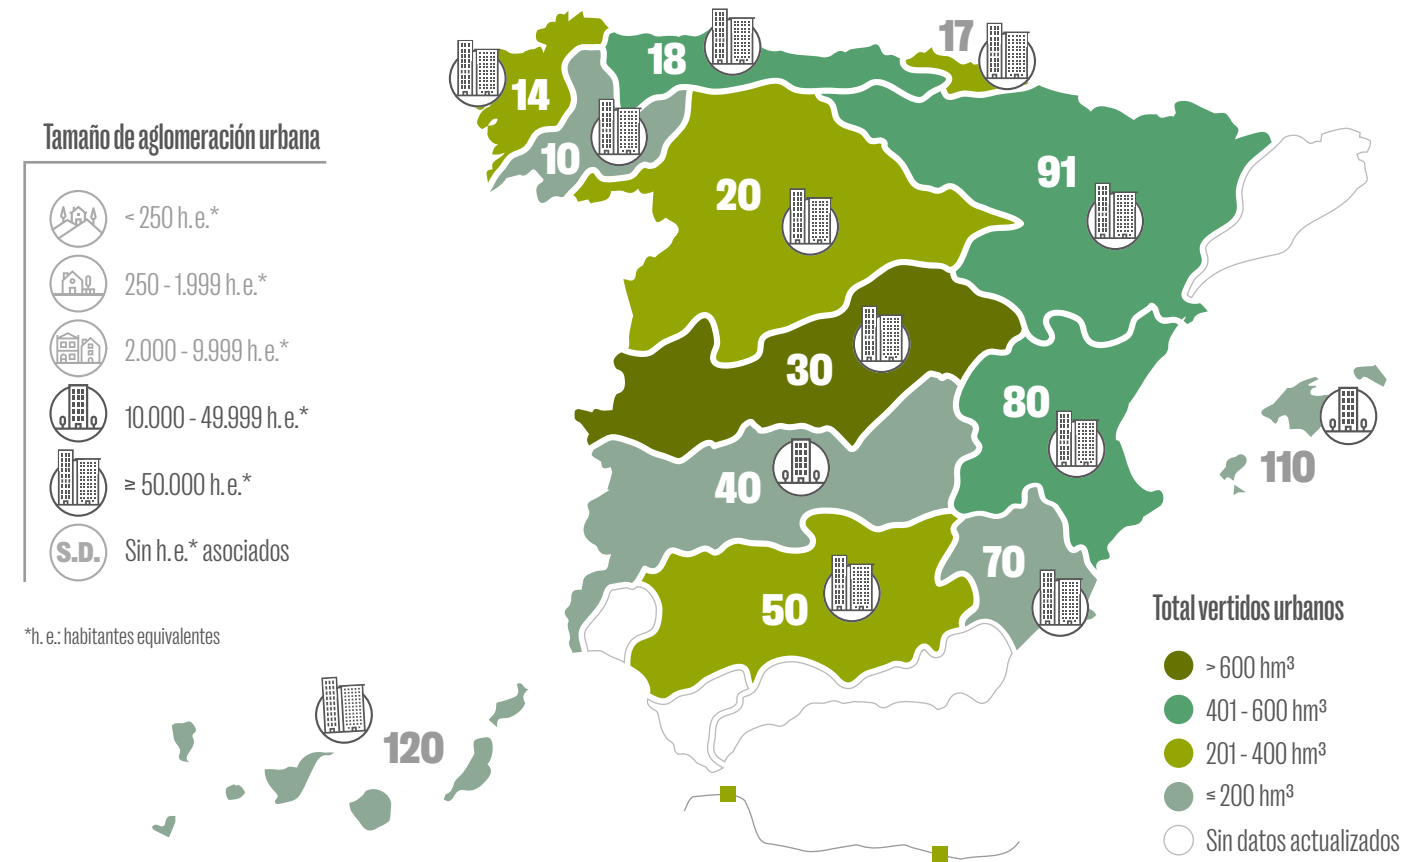 17
18
14
10
20
91
30
80
40
110
70
50
120
Tamaño de aglomeración urbana
< 250 h.e.*
250 - 1.999 h.e.*
2.000 - 9.999 h.e.*
10.000 - 49.999 h.e.*
≥ 50.000 h.e.*
S.D. Sin h.e.* asociados
*h. e.: habitantes equivalentes
Total vertidos urbanos
> 600 hm³
401 - 600 hm³
201 - 400 hm³
≤ 200 hm³
Sin datos actualizados